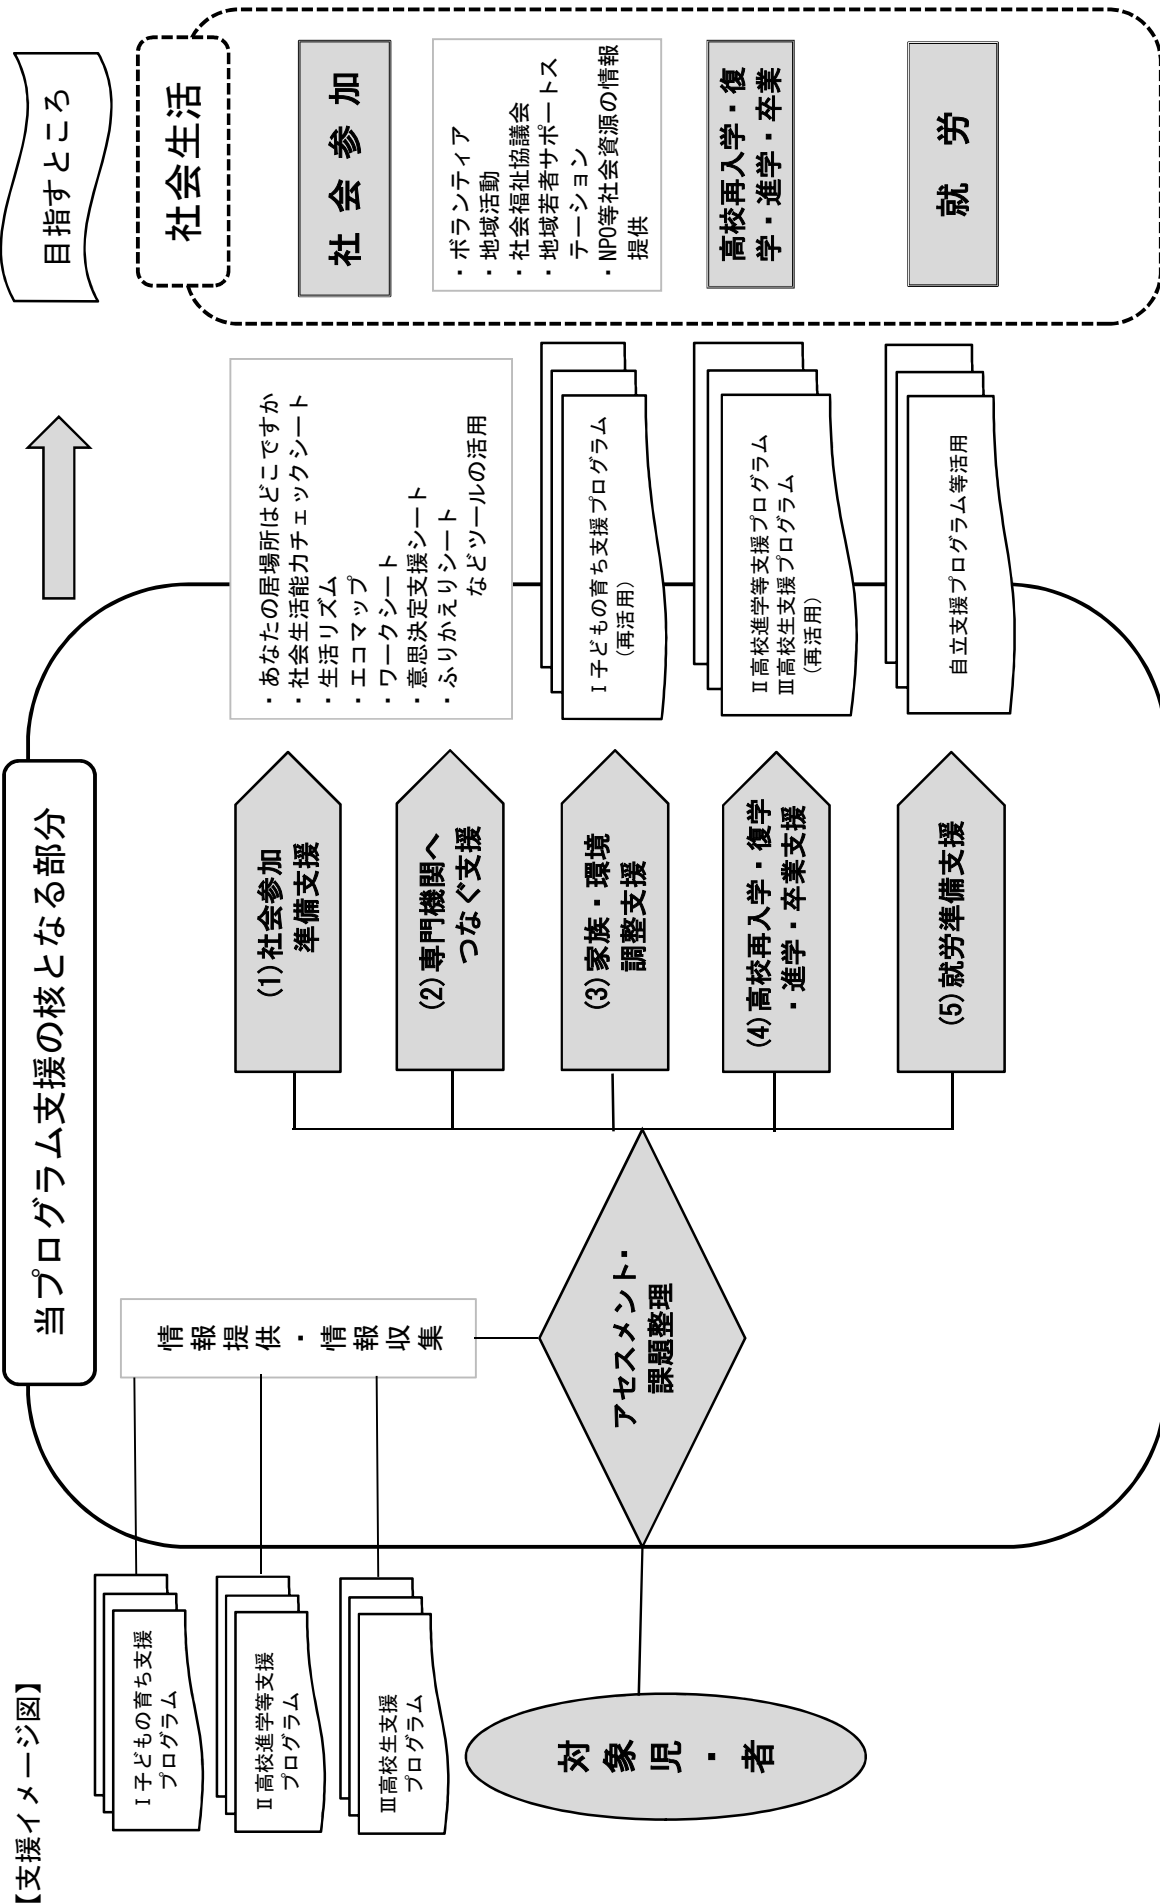 【支援イメージ図】
Ⅰ子どもの育ち支援
プログラム
Ⅱ高校進学等支援
プログラム
Ⅲ高校生支援
プログラム
対象児・者
当プログラム支援の核となる部分
情報提供・情報収集
アセスメント・
課題整理
(1)社会参加
準備支援
(2)専門機関へ
つなぐ支援
(3)家族・環境
調整支援
(4)高校再入学・復学
・進学・卒業支援
(5)就労準備支援
・あなたの居場所はどこですか
・社会生活能力チェックシート
・生活リズム
・エコマップ
・ワークシート
・意思決定支援シート
・ふりかえりシート
などツールの活用
Ⅰ子どもの育ち支援プログラム
（再活用）
Ⅱ高校進学等支援プログラム
Ⅲ高校生支援プログラム
（再活用）
自立支援プログラム等活用
目指すところ
社会生活
社会参加
・ボランティア
・地域活動
・社会福祉協議会
・地域若者サポートス
テーション
・NPO等社会資源の情報
提供
高校再入学・復
学・進学・卒業
就労